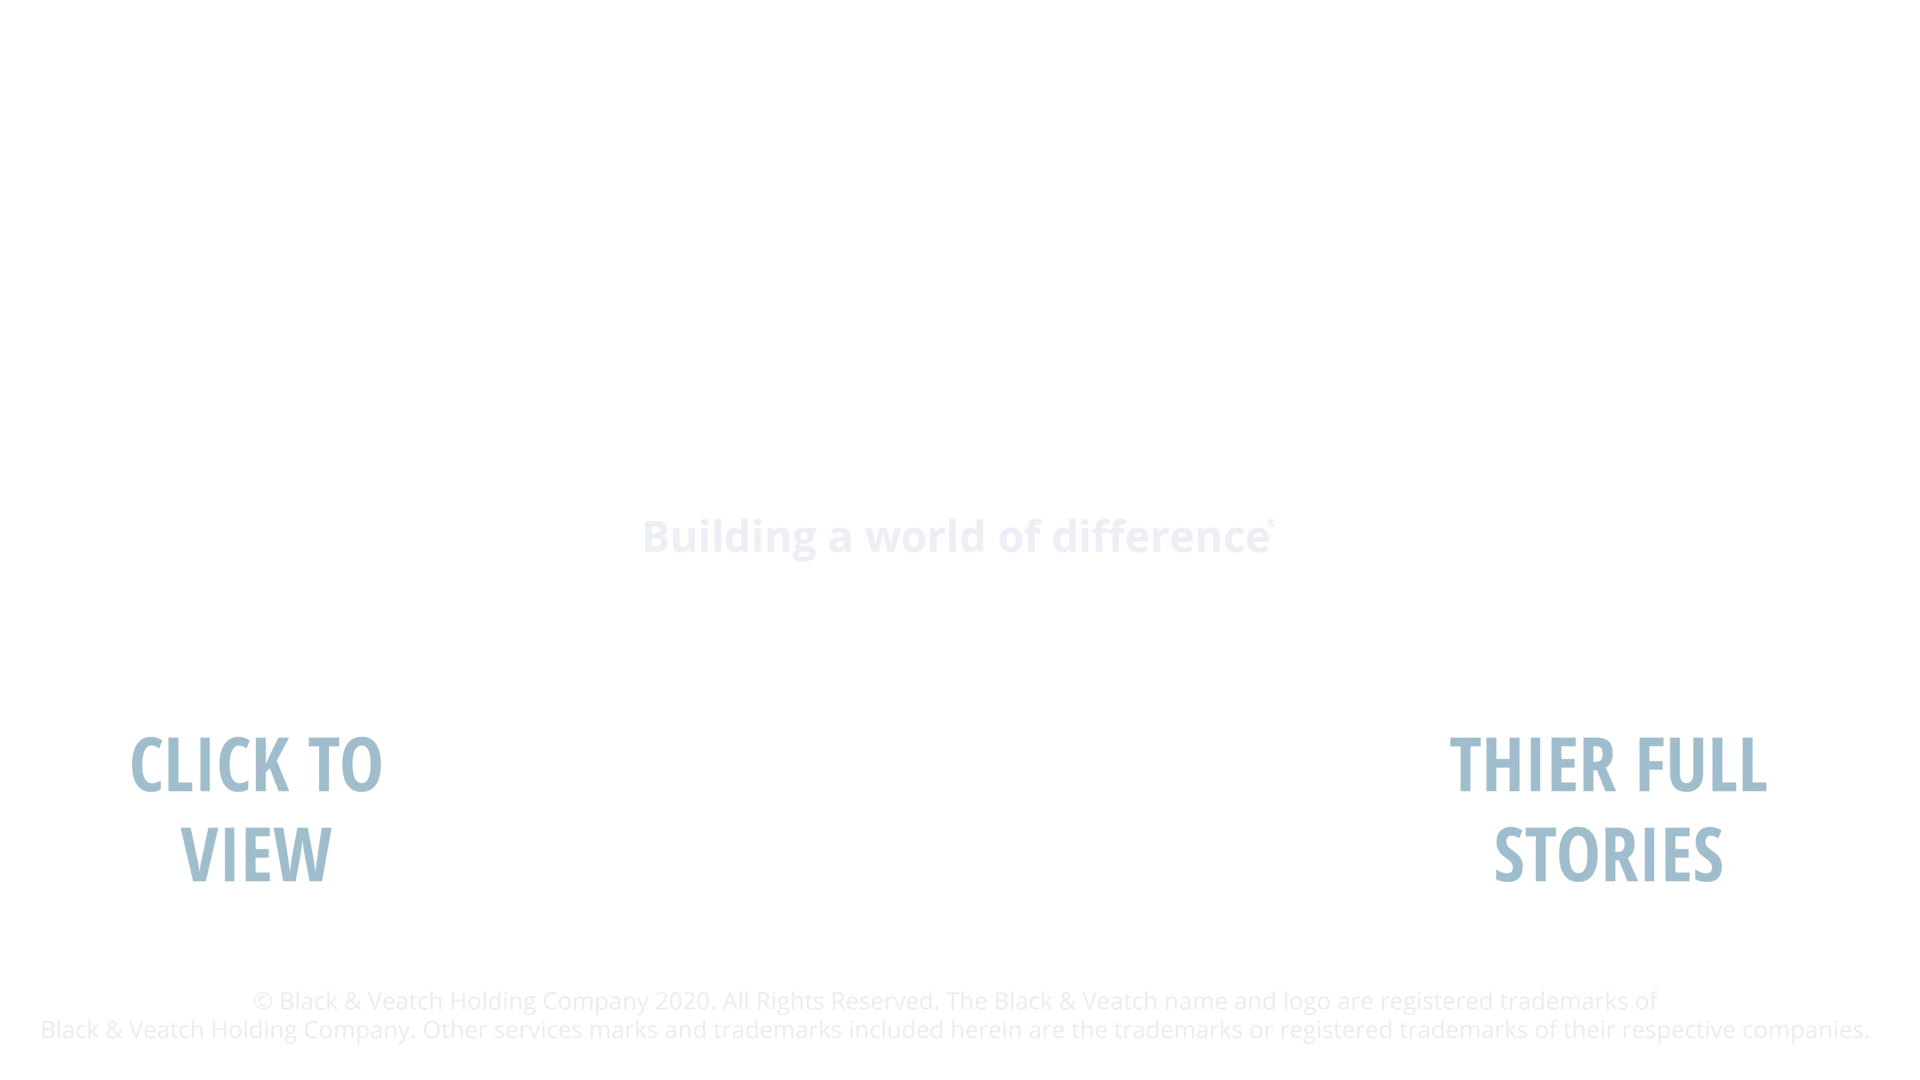 Building a world of difference®
CLICK TO
VIEW
THIER FULL
STORIES
© Black & Veatch Holding Company 2020. All Rights Reserved. The Black & Veatch name and logo are registered trademarks of
Black & Veatch Holding Company. Other services marks and trademarks included herein are the trademarks or registered trademarks of their respective companies.